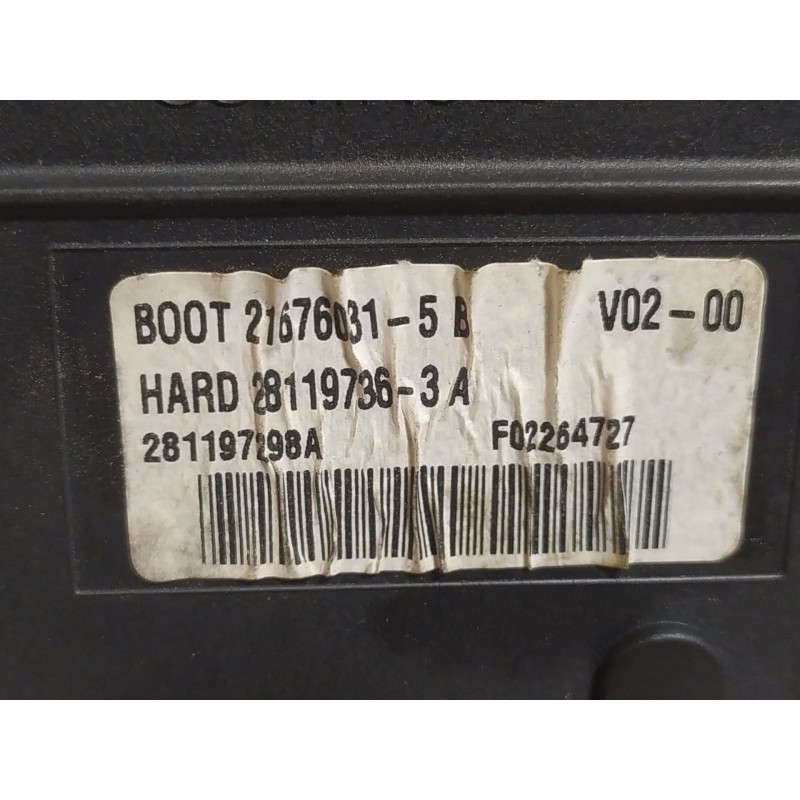 BOOT 21676031-5 B V02-00
HARD 28119736-3 A
281197298A F02264727